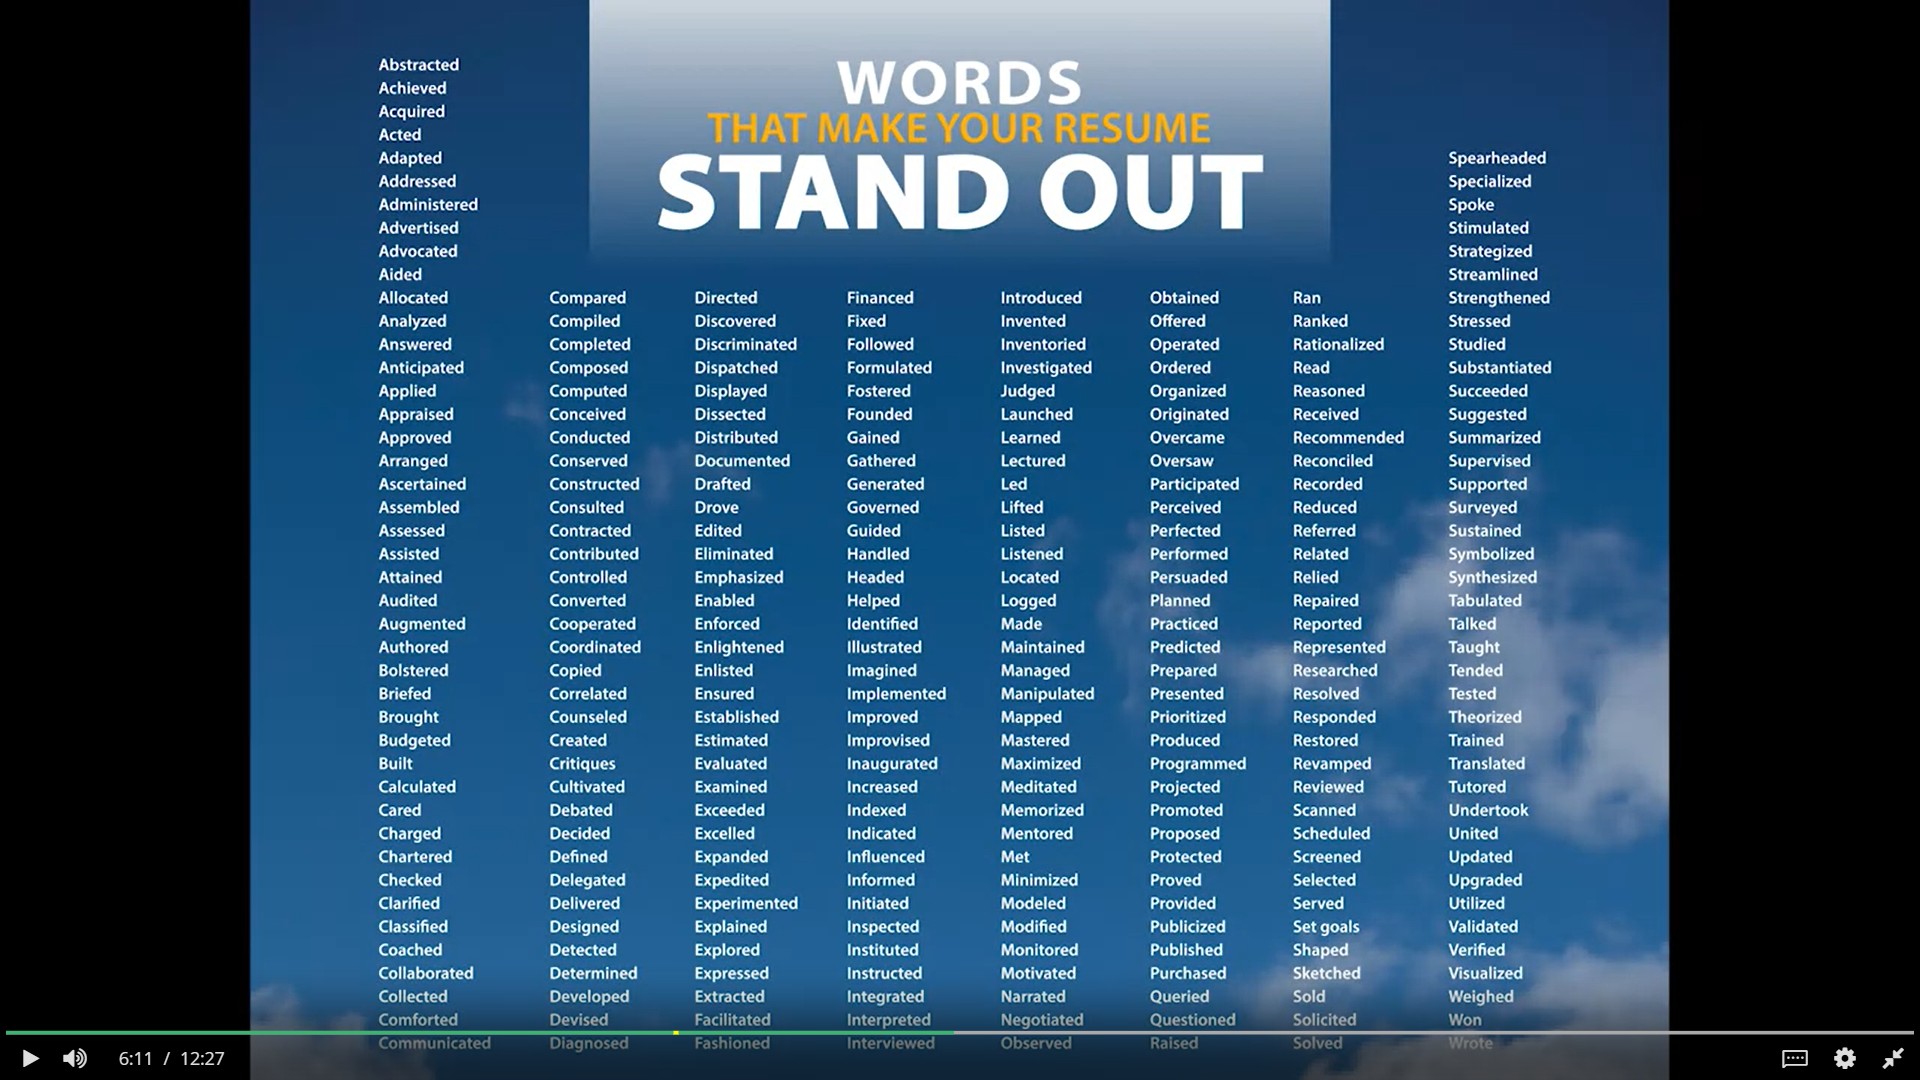 WORDS
THAT MAKE YOUR RESUME
STAND OUT
Abstracted
Achieved
Acquired
Acted
Adapted
Addressed
Administered
Advertised
Advocated
Aided
Allocated
Analyzed
Answered
Anticipated
Applied
Appraised
Approved
Arranged
Ascertained
Assembled
Assessed
Assisted
Attained
Audited
Augmented
Authored
Bolstered
Briefed
Brought
Budgeted
Built
Calculated
Cared
Charged
Chartered
Checked
Clarified
Classified
Coached
Collaborated
Collected
Comforted
Communicated
Compared
Compiled
Completed
Composed
Computed
Conceived
Conducted
Conserved
Constructed
Consulted
Contracted
Contributed
Controlled
Converted
Cooperated
Coordinated
Copied
Correlated
Counseled
Created
Critiques
Cultivated
Debated
Decided
Defined
Delegated
Delivered
Designed
Detected
Determined
Developed
Devised
Diagnosed
Directed
Discovered
Discriminated
Dispatched
Displayed
Dissected
Distributed
Documented
Drafted
Drove
Edited
Eliminated
Emphasized
Enabled
Enforced
Enlightened
Enlisted
Ensured
Established
Estimated
Evaluated
Examined
Exceeded
Excelled
Expanded
Expedited
Experimented
Explained
Explored
Expressed
Extracted
Facilitated
Fashioned
Financed
Fixed
Followed
Formulated
Fostered
Founded
Gained
Gathered
Generated
Governed
Guided
Handled
Headed
Helped
Identified
Illustrated
Imagined
Implemented
Improved
Improvised
Inaugurated
Increased
Indexed
Indicated
Influenced
Informed
Initiated
Inspected
Instituted
Instructed
Integrated
Interpreted
Interviewed
Introduced
Invented
Inventoried
Investigated
Judged
Launched
Learned
Lectured
Led
Lifted
Listed
Listened
Located
Logged
Made
Maintained
Managed
Manipulated
Mapped
Mastered
Maximized
Meditated
Memorized
Mentored
Met
Minimized
Modeled
Modified
Monitored
Motivated
Narrated
Negotiated
Observed
Obtained
Offered
Operated
Ordered
Organized
Originated
Overcame
Oversaw
Participated
Perceived
Perfected
Performed
Persuaded
Planned
Practiced
Predicted
Prepared
Presented
Prioritized
Produced
Programmed
Projected
Promoted
Proposed
Protected
Proved
Provided
Publicized
Published
Purchased
Queried
Questioned
Raised
Ran
Ranked
Rationalized
Read
Reasoned
Received
Recommended
Reconciled
Recorded
Reduced
Referred
Related
Relied
Repaired
Reported
Represented
Researched
Resolved
Responded
Restored
Revamped
Reviewed
Scanned
Scheduled
Screened
Selected
Served
Set goals
Shaped
Sketched
Sold
Solicited
Solved
Spearheaded
Specialized
Spoke
Stimulated
Strategized
Streamlined
Strengthened
Stressed
Studied
Substantiated
Succeeded
Suggested
Summarized
Supervised
Supported
Surveyed
Sustained
Symbolized
Synthesized
Tabulated
Talked
Taught
Tended
Tested
Theorized
Trained
Translated
Tutored
Undertook
United
Updated
Upgraded
Utilized
Validated
Verified
Visualized
Weighed
Won
Wrote
6:11 / 12:27